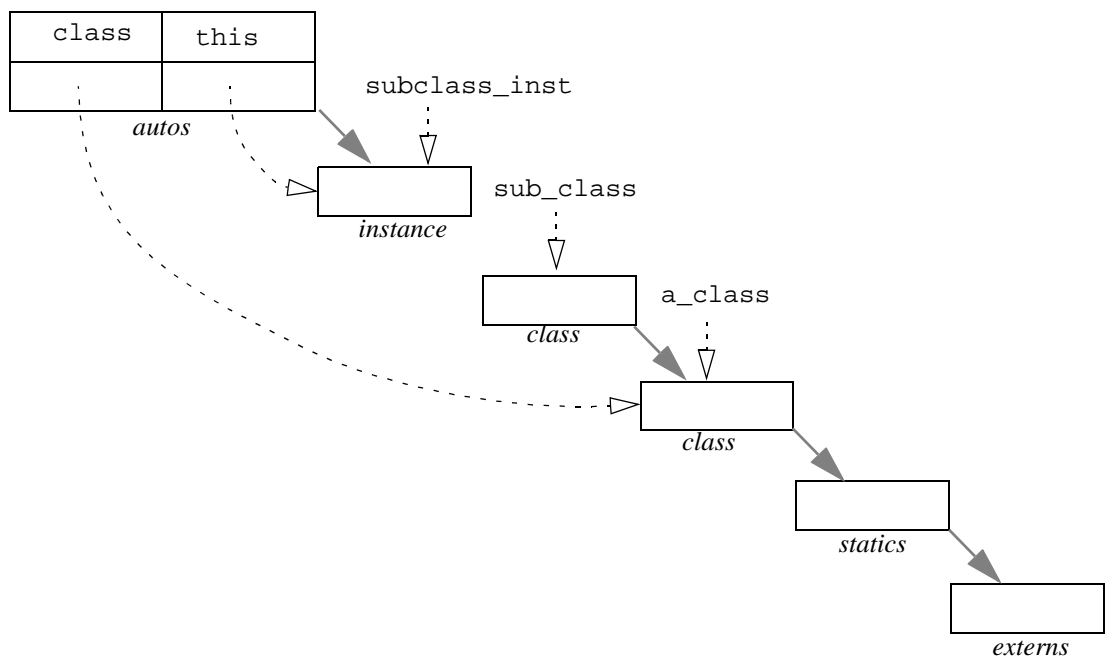 class
this
subclass_inst
autos
sub_class
instance
a_class
class
class
statics
externs